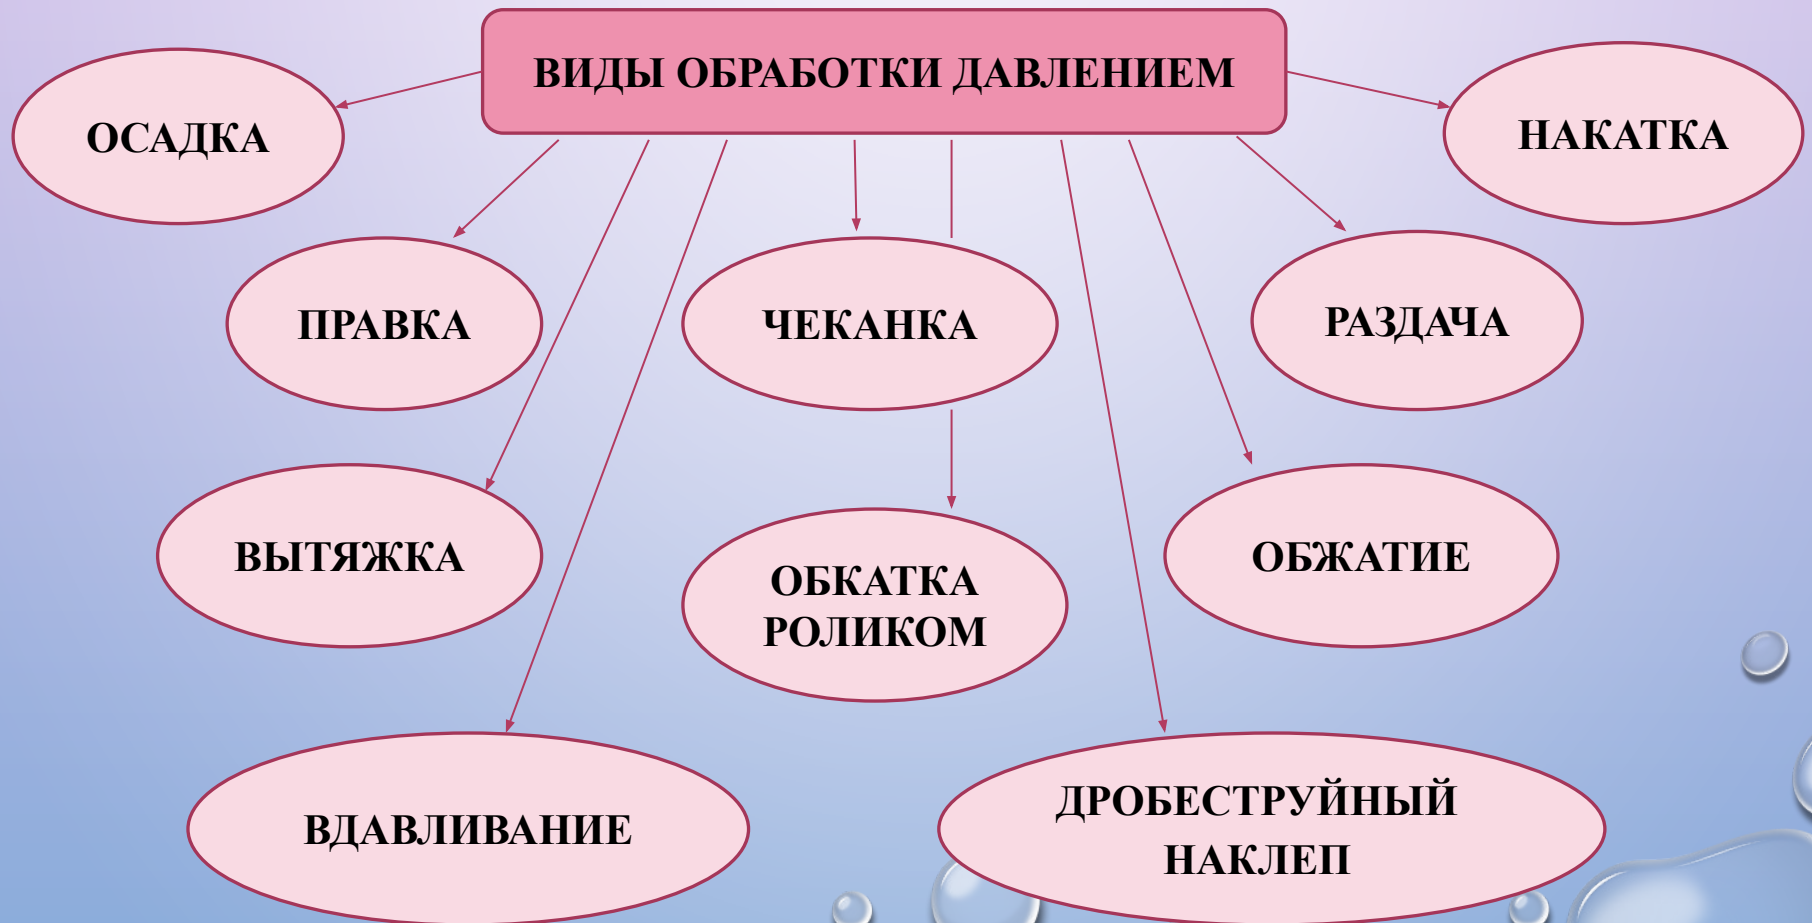 ВИДЫ ОБРАБОТКИ ДАВЛЕНИЕМ
ОСАДКА
НАКАТКА
ПРАВКА
ЧЕКАНКА
РАЗДАЧА
ВЫТЯЖКА
ОБКАТКА
РОЛИКОМ
ОБЖАТИЕ
ВДАВЛИВАНИЕ
ДРОБЕСТРУЙНЫЙ
НАКЛЕП